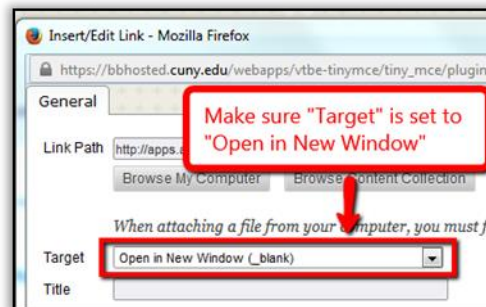 Insert/Edit Link - Mozilla Firefox
https://bbhosted.cuny.edu/webapps/vtbe-tinymce/tiny_mce/plugin
General
Make sure "Target" is set to
"Open in New Window"
Link Path http://apps.
Browse My Computer Browse Content Collection
When attaching a file from your computer, you must f
Target Open in New Window (_blank)
Title